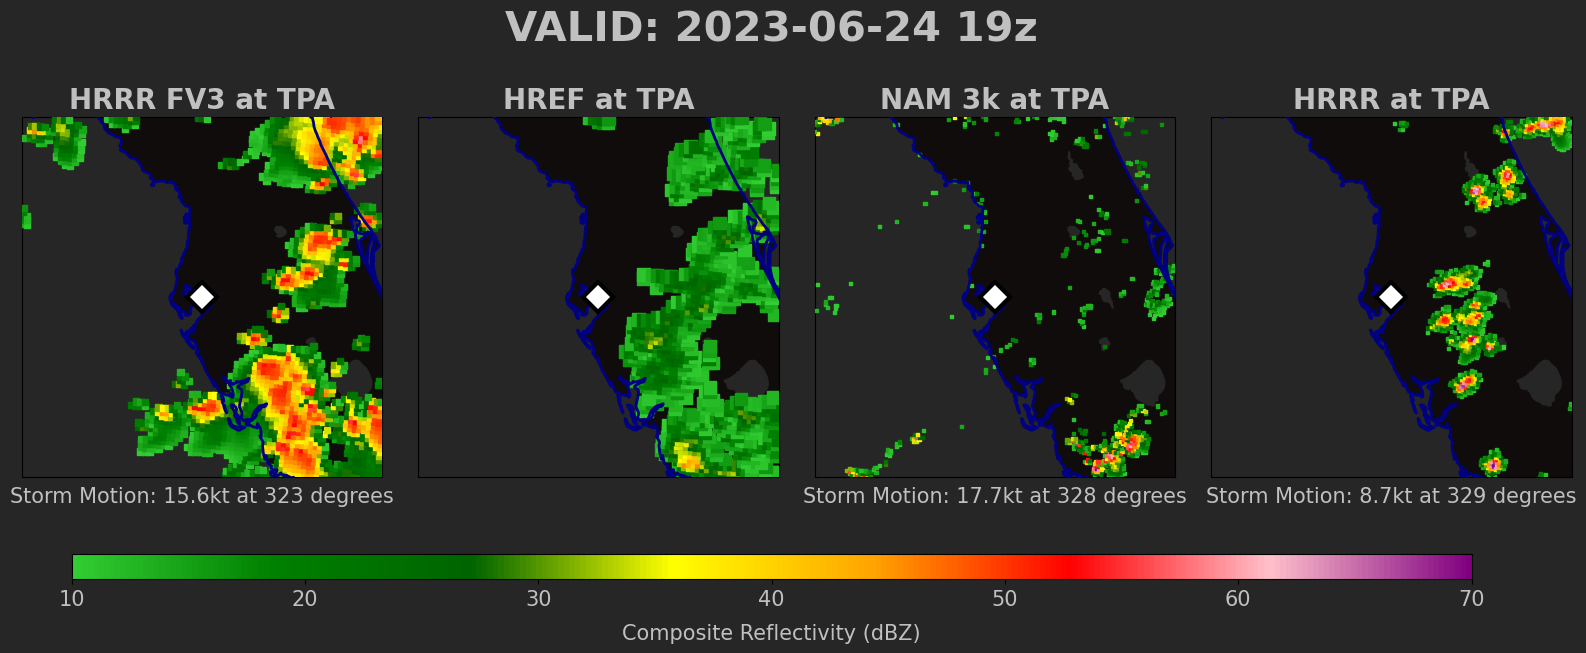 VALID: 2023-06-24 19z
HRRR FV3 at TPA
HREF at TPA
NAM 3k at TPA
HRRR at TPA
Storm Motion: 15.6kt at 323 degrees
Storm Motion: 17.7kt at 328 degrees
Storm Motion: 8.7kt at 329 degrees
10 20 30 40 50 60 70
Composite Reflectivity (dBZ)